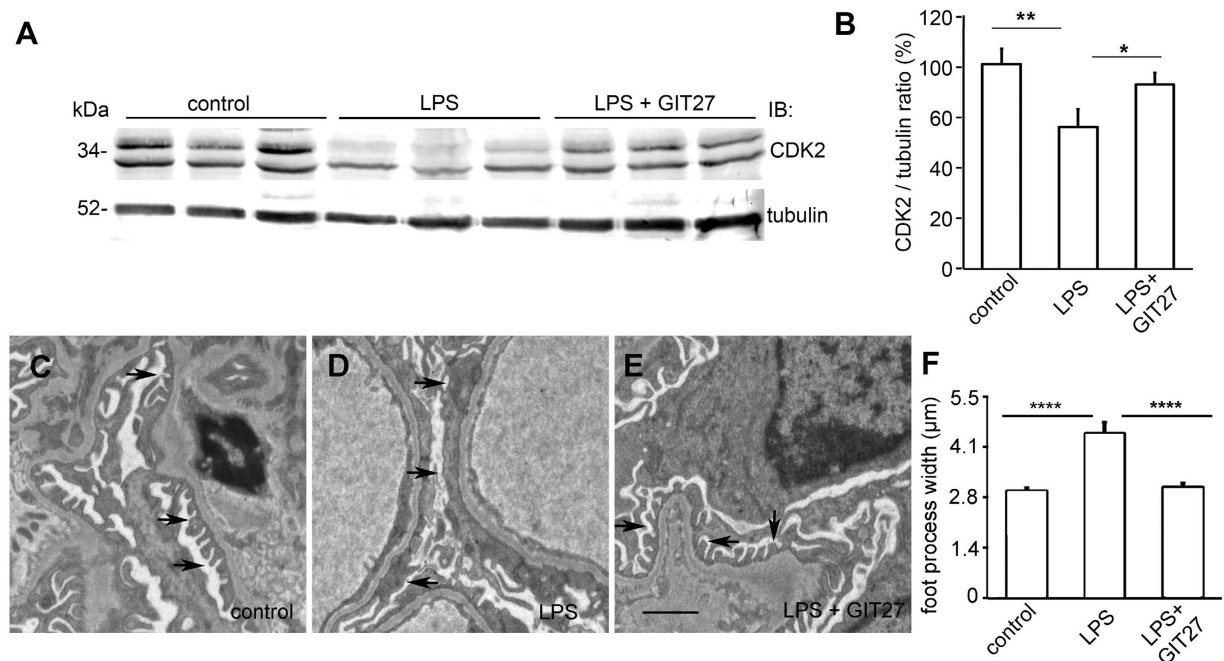 A
kDa
control
LPS
LPS + GIT27
IB:
34-
CDK2
52-
tubulin
B
CDK2 / tubulin ratio (%)
120
100
80
60
40
20
0
**
*
control
LPS
LPS+
GIT27
C
control
D
LPS
E
LPS + GIT27
F
foot process width (µm)
5.5
4.1
2.8
1.4
0
****
****
control
LPS
LPS+
GIT27